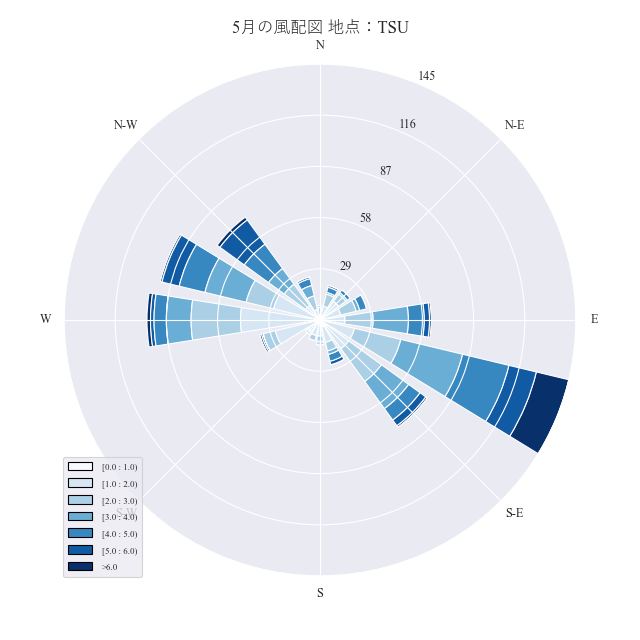 5月の風配図 地点：TSU
N
145
N-W
116
N-E
87
58
29
W
E
[0.0 : 1.0)
[1.0 : 2.0)
[2.0 : 3.0)
S-W
[3.0 : 4.0)
[4.0 : 5.0)
[5.0 : 6.0)
>6.0
S-E
S